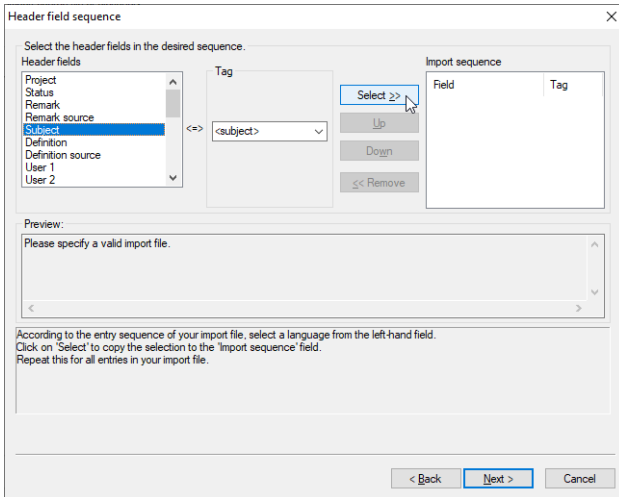 Header field sequence
Select the header fields in the desired sequence.
Header fields
Project
Status
Remark
Remark source
Subject
Definition
Definition source
User 1
User 2
<=>
Tag
<subject>
Select >>
Up
Down
<< Remove
Import sequence
Field Tag
Preview:
Please specify a valid import file.
According to the entry sequence of your import file, select a language from the left-hand field.
Click on 'Select' to copy the selection to the 'Import sequence' field.
Repeat this for all entries in your import file.
< Back Next > Cancel